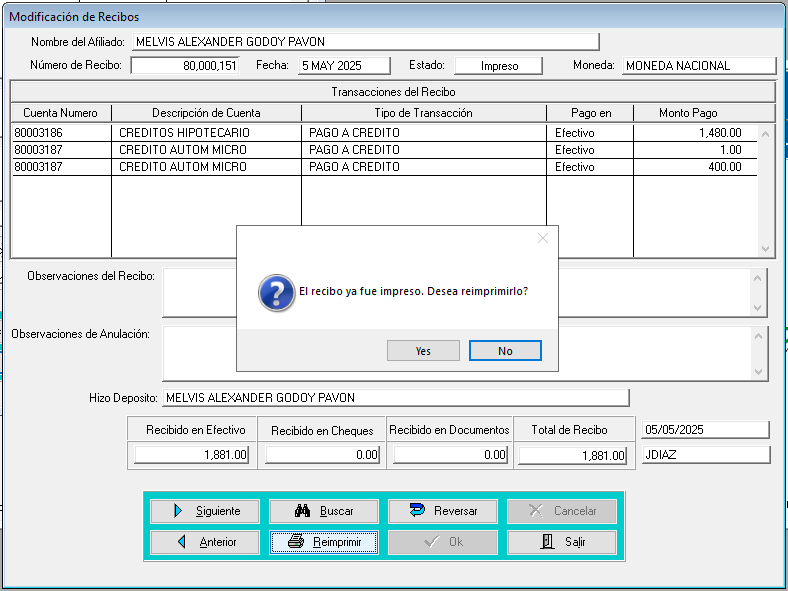 Modificación de Recibos
Nombre del Afiliado: MELVIS ALEXANDER GODOY PAVON
Número de Recibo: 80,000,151 Fecha: 5 MAY 2025 Estado: Impreso Moneda: MONEDA NACIONAL
Transacciones del Recibo
Cuenta Numero Descripción de Cuenta Tipo de Transacción Pago en Monto Pago
80003186 CREDITOS HIPOTECARIO PAGO A CREDITO Efectivo 1,480.00
80003187 CREDITO AUTOM MICRO PAGO A CREDITO Efectivo 1.00
80003187 CREDITO AUTOM MICRO PAGO A CREDITO Efectivo 400.00
Observaciones del Recibo:
El recibo ya fue impreso. Desea reimprimirlo?
Observaciones de Anulación:
Yes No
Hizo Deposito: MELVIS ALEXANDER GODOY PAVON
Recibido en Efectivo Recibido en Cheques Recibido en Documentos Total de Recibo 05/05/2025
1,881.00 0.00 0.00 1,881.00 JDIAZ
Siguiente Buscar Reversar Cancelar
Anterior Reimprimir Ok Salir